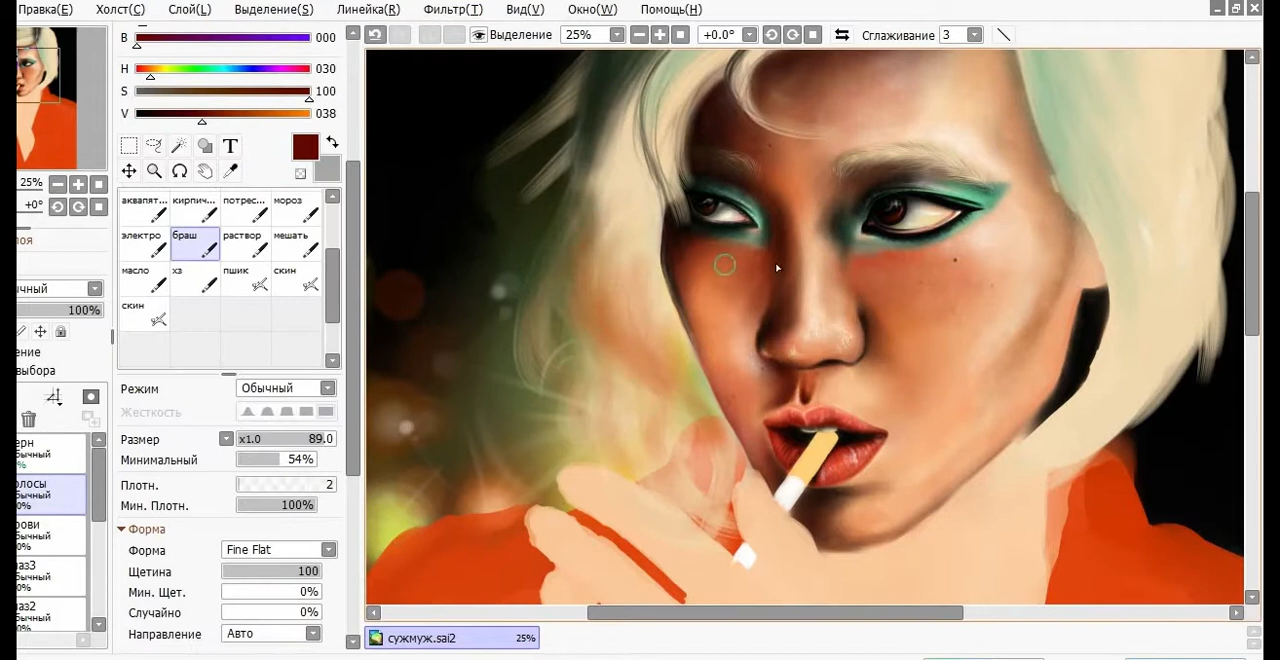 Правка(E) Холст(C) Слой(L) Выделение(S) Линейка(R) Фильтр(T) Вид(V) Окно(W) Помощь(H)
B 000
Выделение 25% +0.0° Сглаживание 3
H 030
S 100
V 038
T
25%
+0°
аквапят... кирпич... потрес... мороз
электро браш раствор мешать
масло хз пшик скин
скин
100%
Режим Обычный
Жесткость
Размер x1.0 89.0
Минимальный 54%
Плотн. 2
Мин. Плотн. 100%
Форма
Форма Fine Flat
Щетина 100
Мин. Щет. 0%
Случайно 0%
Направление Авто
сужмуж.sai2 25%